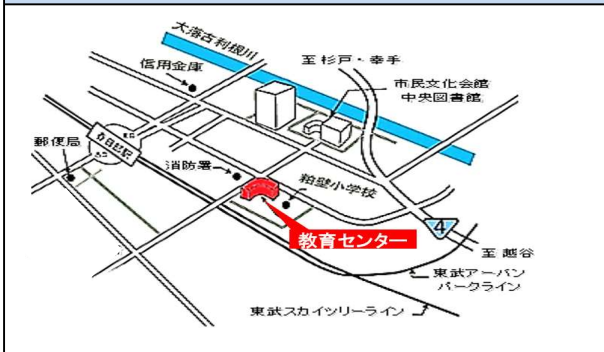 大落古利根川
至杉戸・幸手
信用金庫
市民文化会館
中央図書館
郵便局
春日部駅
消防署
粕壁小学校
教育センター
4
至越谷
東武アーバン
パークライン
東武スカイツリーライン